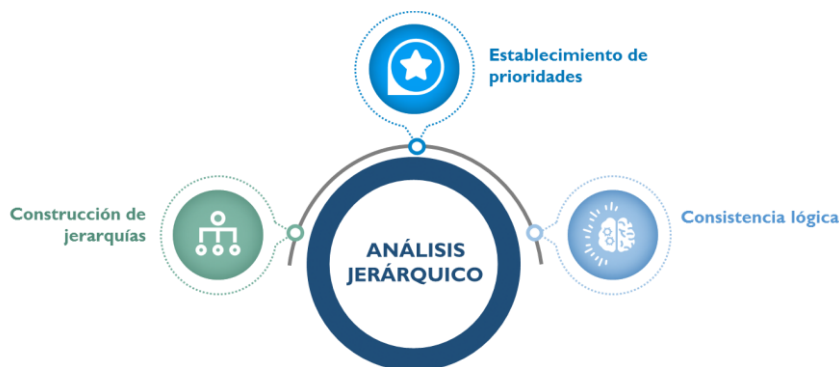 Establecimiento de
prioridades
Construcción de
jerarquías
Consistencia lógica
ANÁLISIS
JERÁRQUICO